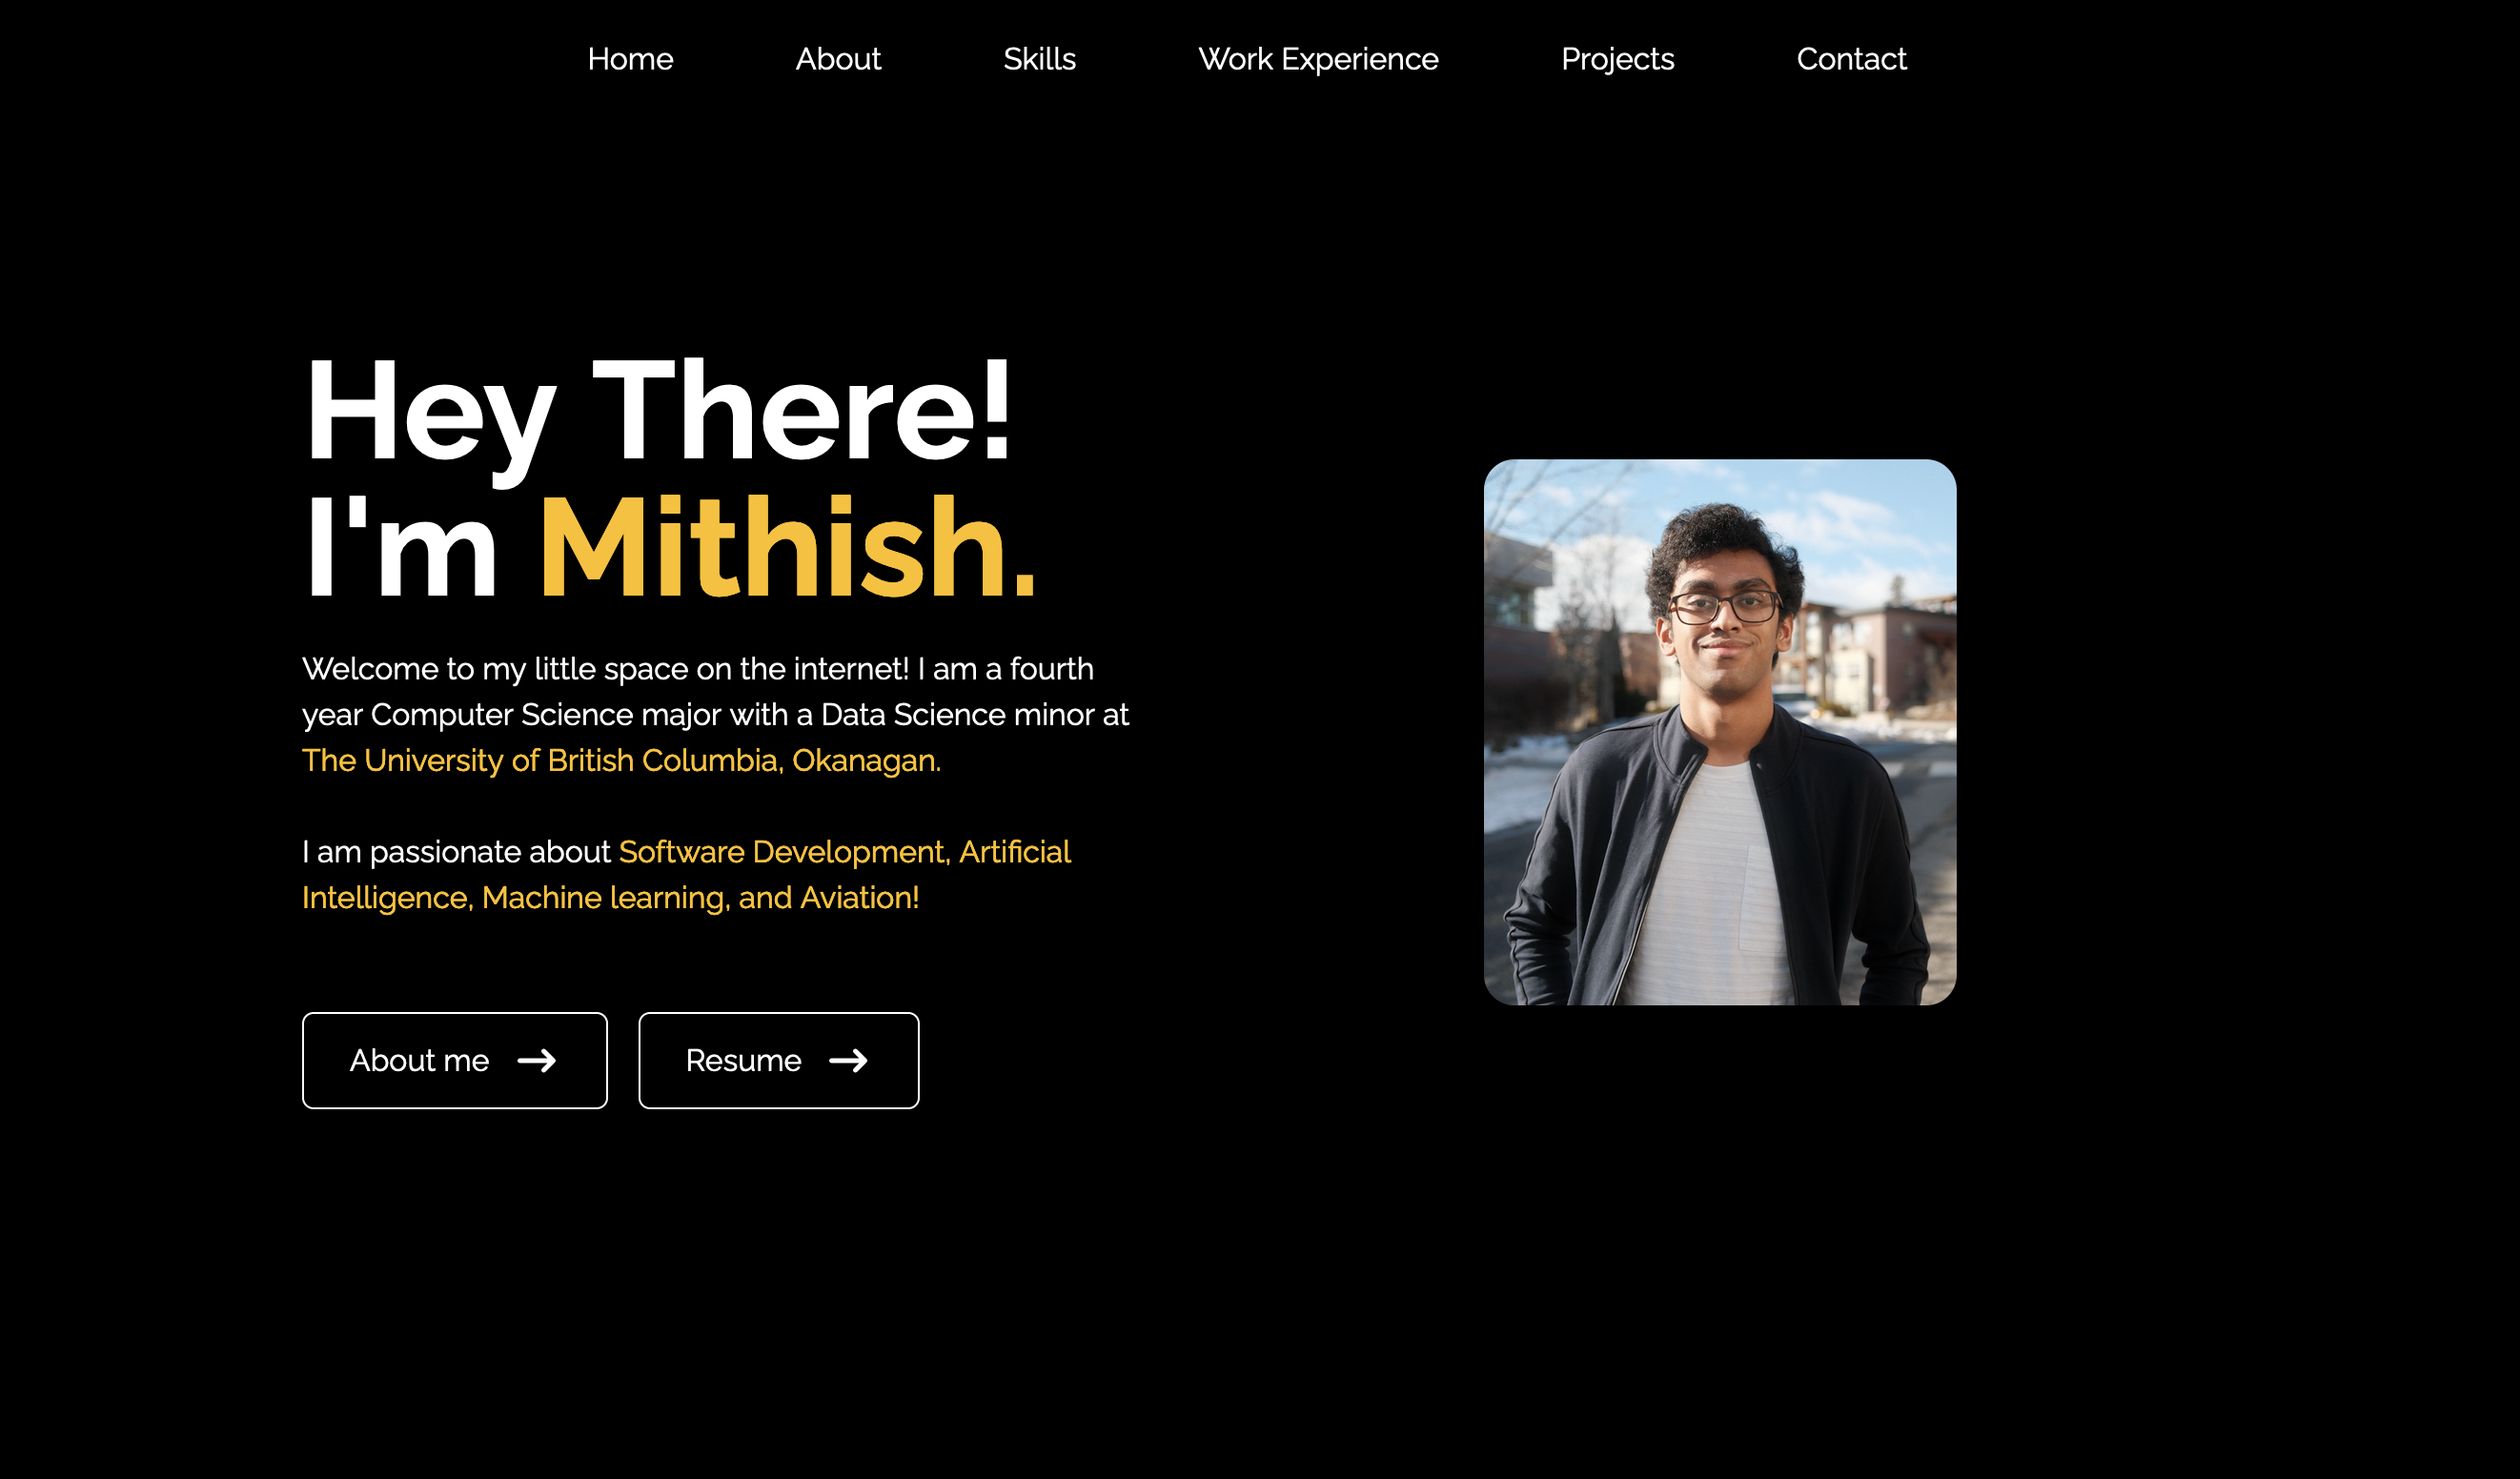 Home About Skills Work Experience Projects Contact
Hey There!
I'm Mithish.
Welcome to my little space on the internet! I am a fourth
year Computer Science major with a Data Science minor at
The University of British Columbia, Okanagan.
I am passionate about Software Development, Artificial
Intelligence, Machine learning, and Aviation!
About me Resume